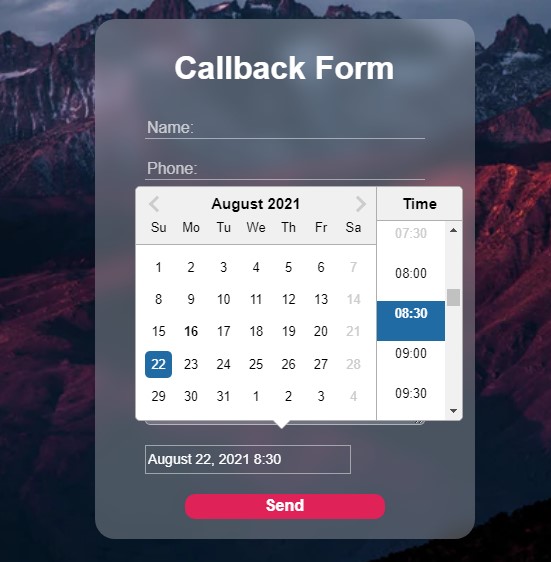 Callback Form
Name:
Phone:
August 2021
Time
Su Mo Tu We Th Fr Sa
1 2 3 4 5 6 7
8 9 10 11 12 13 14
15 16 17 18 19 20 21
22 23 24 25 26 27 28
29 30 31 1 2 3 4
07:30
08:00
08:30
09:00
09:30
August 22, 2021 8:30
Send